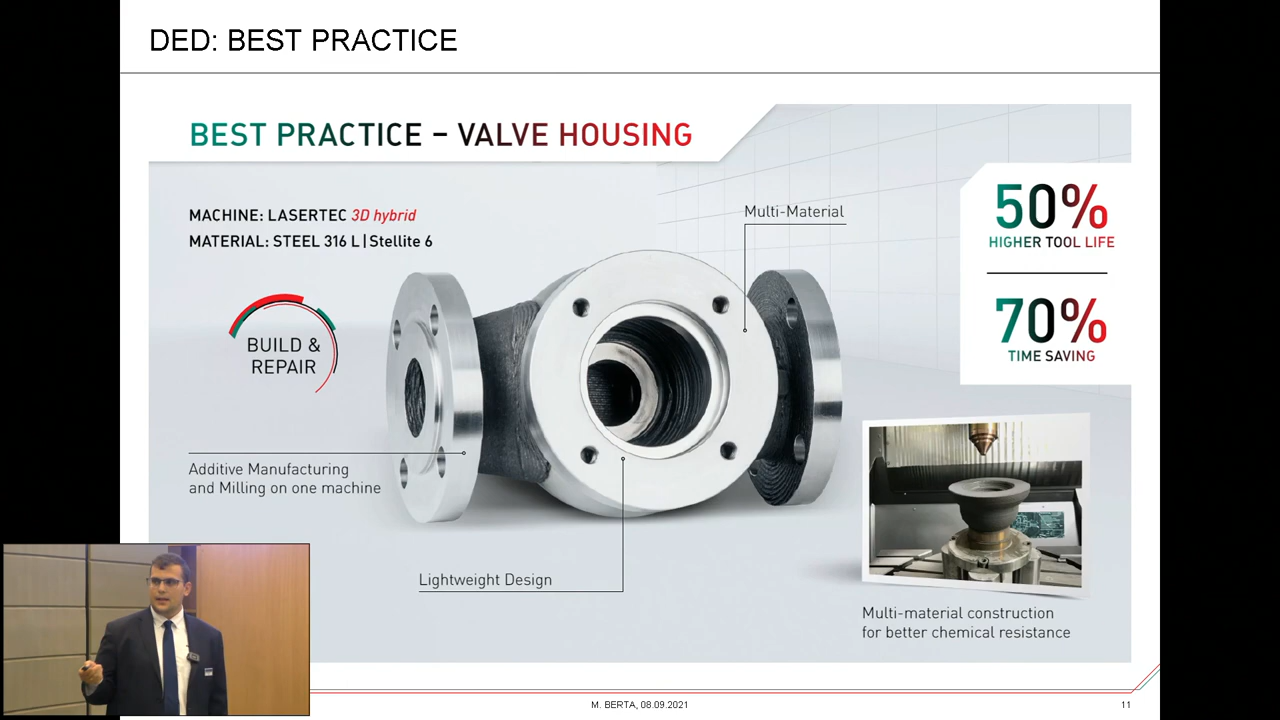 DED: BEST PRACTICE
BEST PRACTICE – VALVE HOUSING
MACHINE: LASERTEC 3D hybrid
MATERIAL: STEEL 316 L | Stellite 6
BUILD &
REPAIR
Multi-Material
50%
HIGHER TOOL LIFE
70%
TIME SAVING
Additive Manufacturing
and Milling on one machine
Lightweight Design
Multi-material construction
for better chemical resistance
M. BERTA, 08.09.2021
11